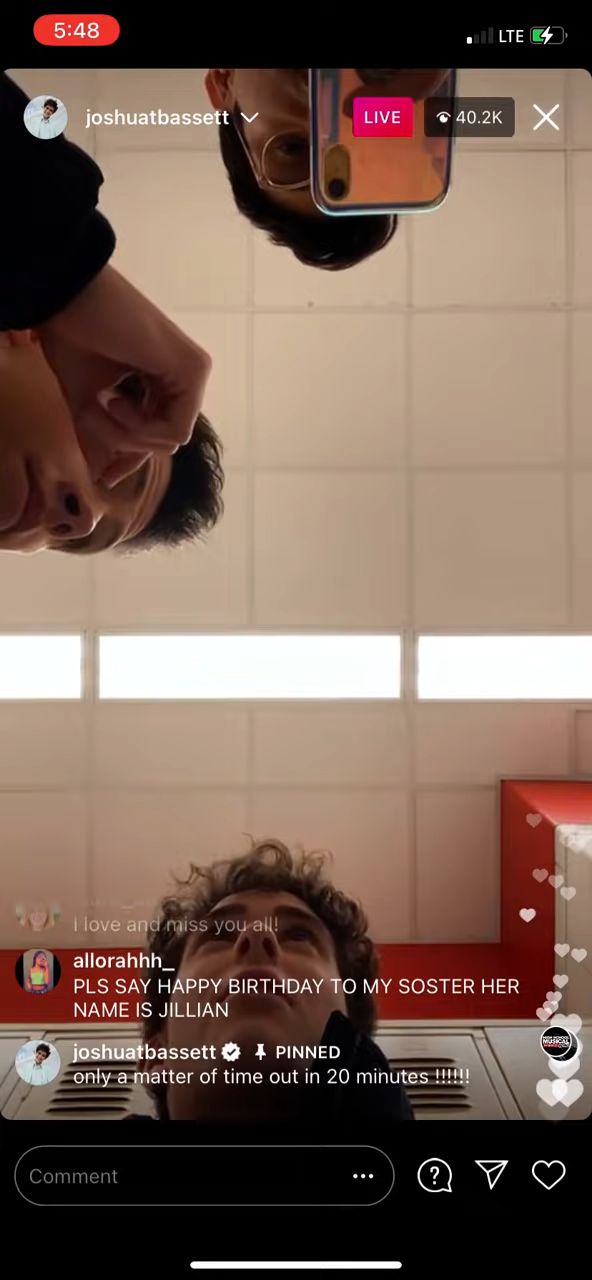 5:48
LTE
joshuatbassett
LIVE
40.2K
I love and miss you all!
allorahhh_
PLS SAY HAPPY BIRTHDAY TO MY SOSTER HER
NAME IS JILLIAN
joshuatbassett PINNED
only a matter of time out in 20 minutes !!!!!!
Comment